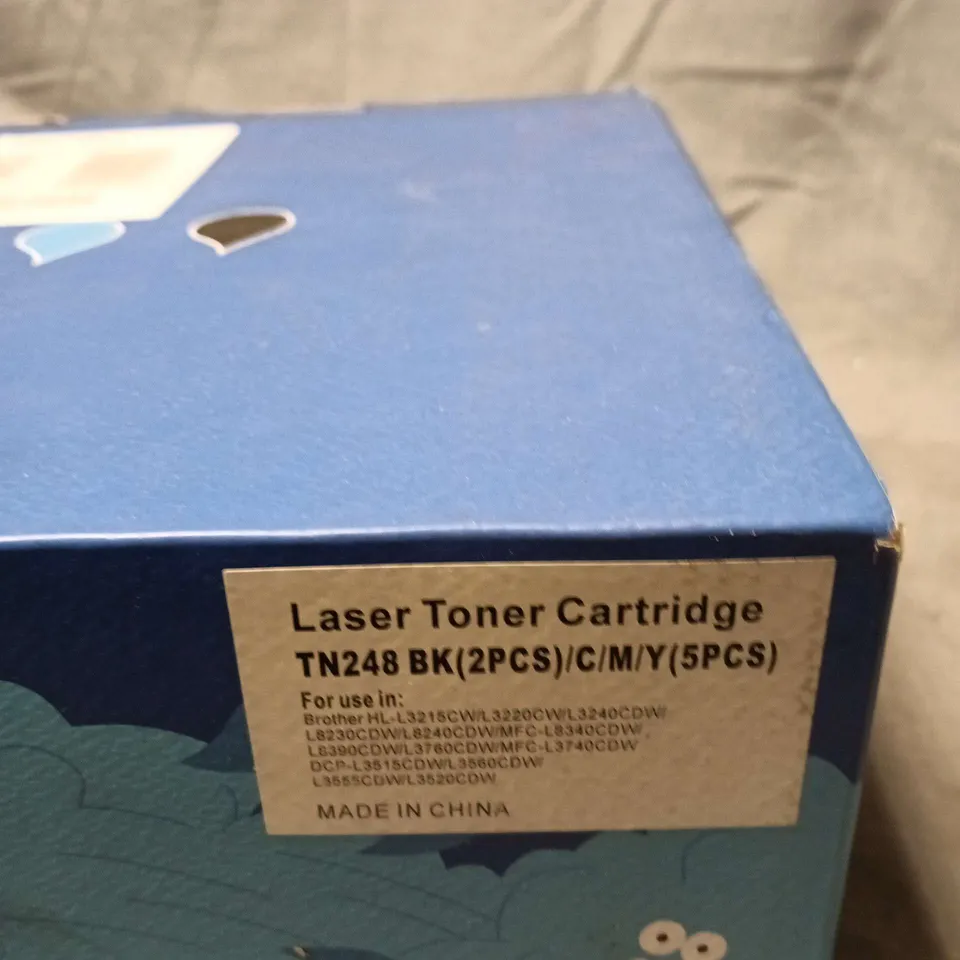 Laser Toner Cartridge
TN248 BK(2PCS)/C/M/Y(5PCS)
For use in:
Brother HL-L3215CW/L3220CW/L3240CDW/
L8230CDW/L8240CDW/MFC-L8340CDW/
L8390CDW/L3760CDW/MFC-L3740CDW/
DCP-L3515CDW/L3560CDW/
L3555CDW/L3520CDW/
MADE IN CHINA